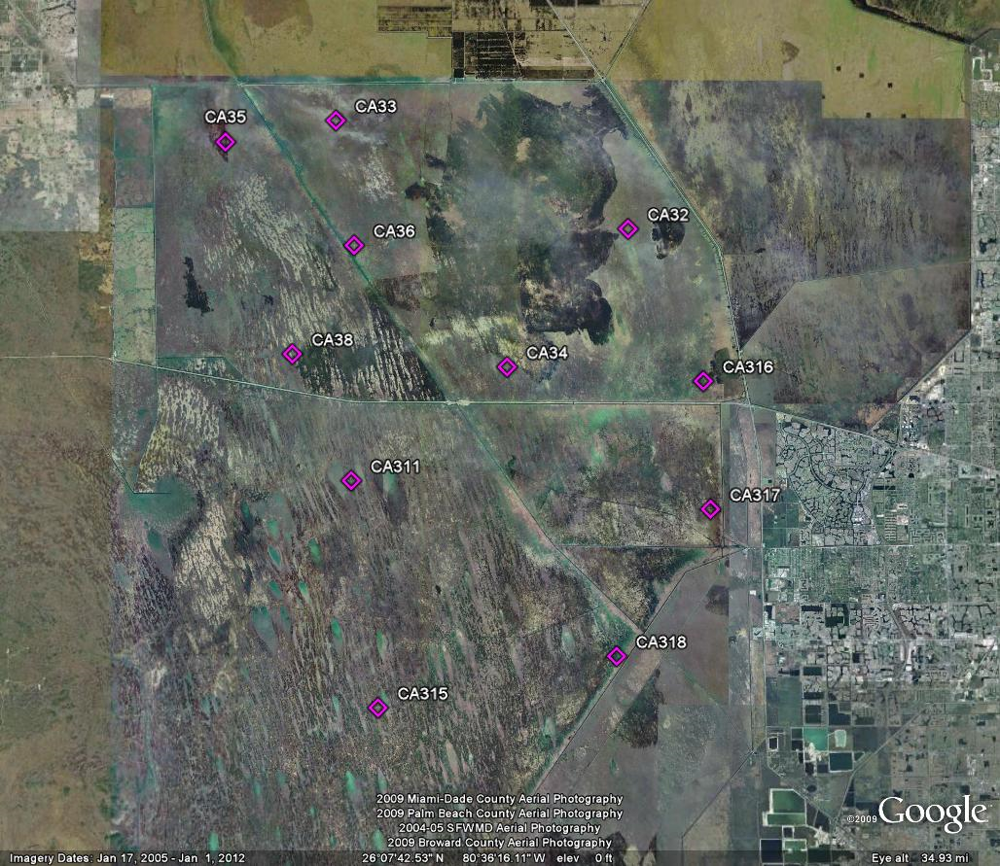 CA33
CA35
CA32
CA36
CA38
CA34
CA316
CA311
CA317
CA318
CA315
2009 Miami-Dade County Aerial Photography
2009 Palm Beach County Aerial Photography
2004-05 SFWMD Aerial Photography
2009 Broward County Aerial Photography
©2009 Google™
Imagery Dates: Jan 17, 2005 - Jan 1, 2012 26°07'42.53" N 80°36'16.11" W elev 0 ft Eye alt 34.93 mi